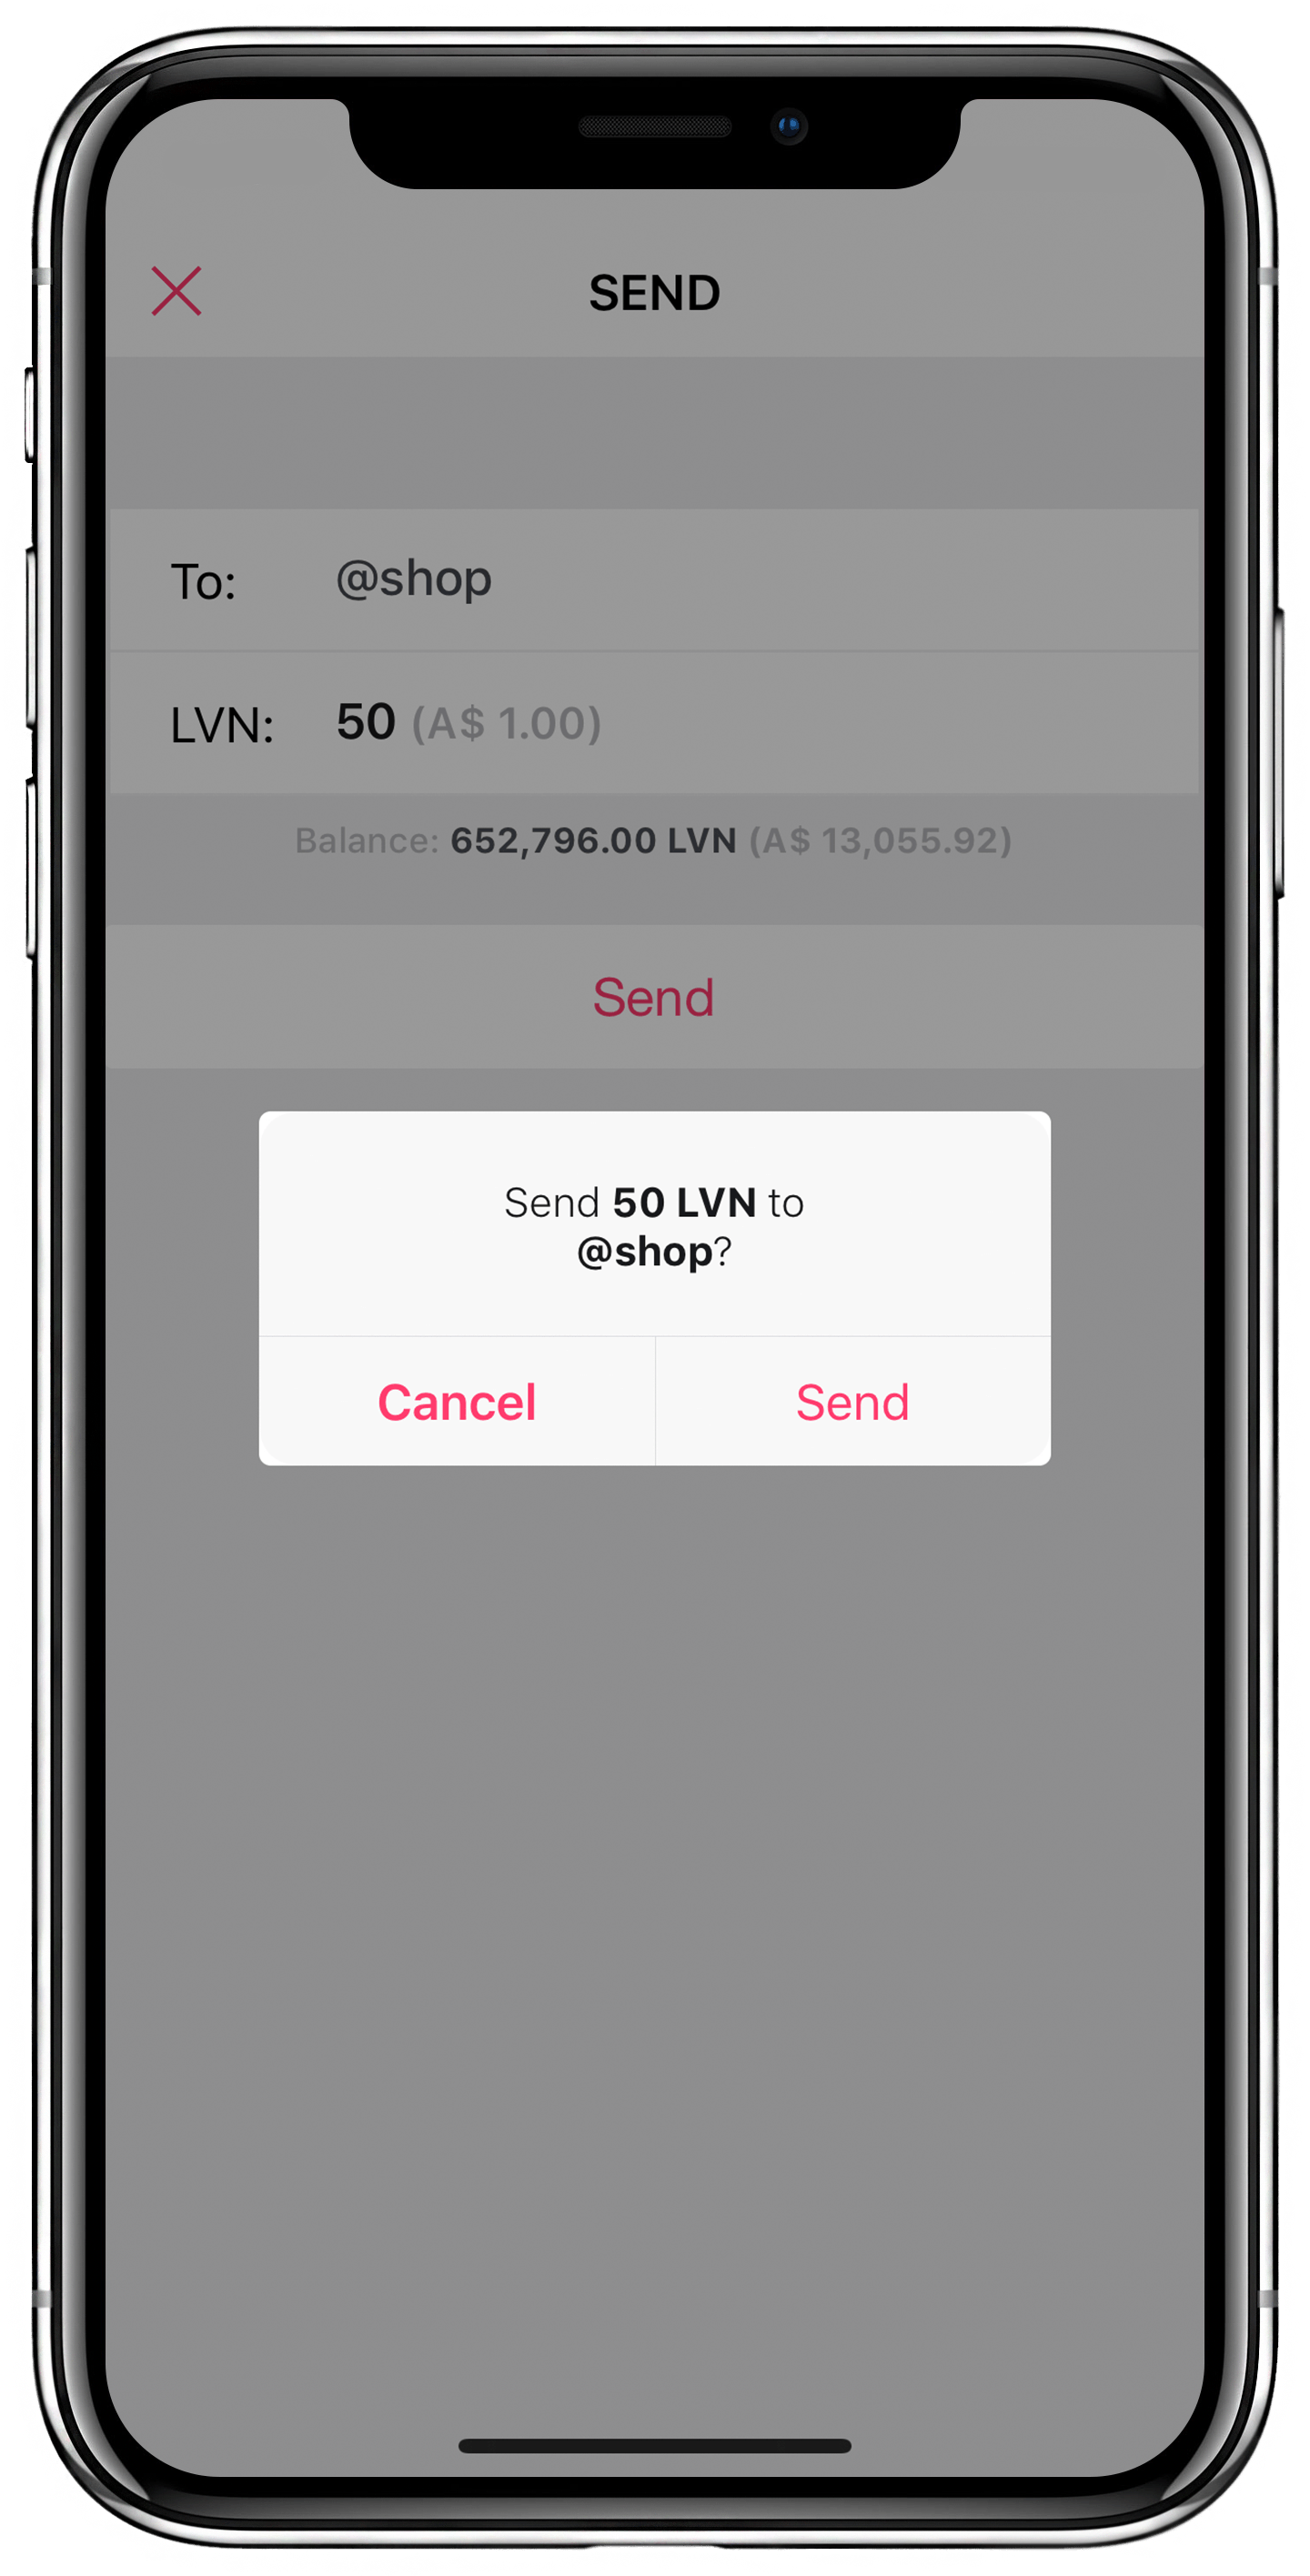 SEND
To: @shop
LVN: 50 (A$ 1.00)
Balance: 652,796.00 LVN (A$ 13,055.92)
Send
Send 50 LVN to
@shop?
Cancel Send